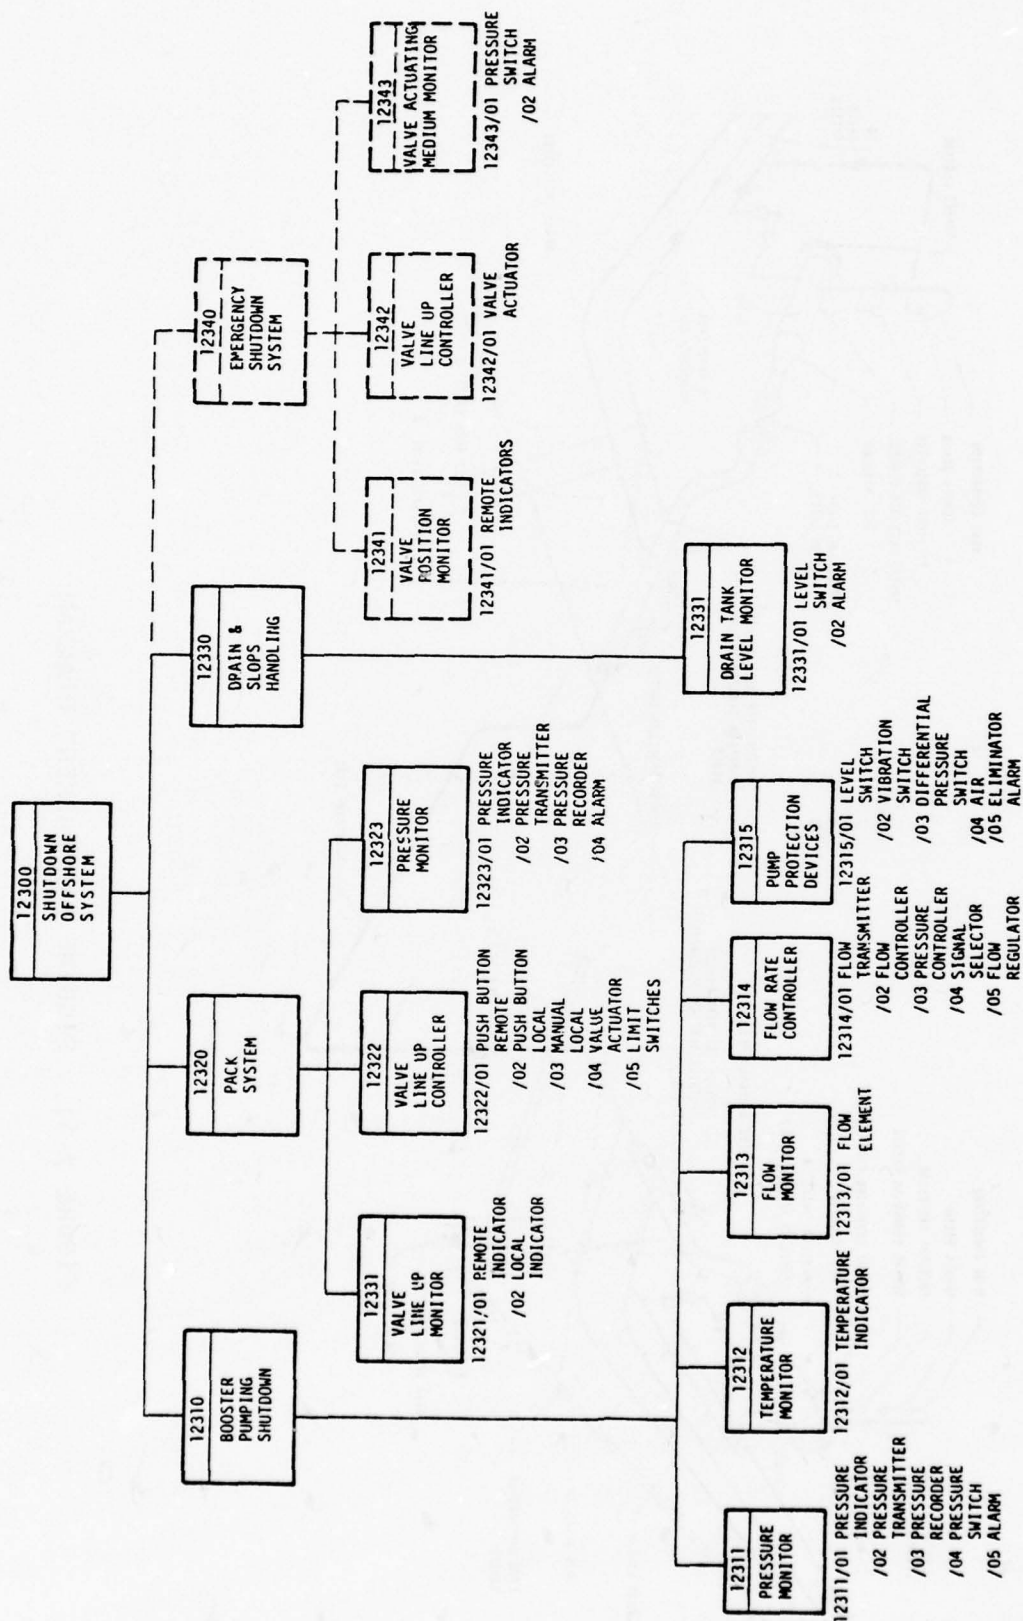 12300
SHUTDOWN
OFFSHORE
SYSTEM
12310
BOOSTER
PUMPING
SHUTDOWN
12320
PACK
SYSTEM
12330
DRAIN &
SLOPS
HANDLING
12340
EMERGENCY
SHUTDOWN
SYSTEM
12331
VALVE
LINE UP
MONITOR
12321/01 REMOTE
INDICATOR
/02 LOCAL
INDICATOR
12322
VALVE
LINE UP
CONTROLLER
12322/01 PUSH BUTTON
REMOTE
/02 PUSH BUTTON
LOCAL
/03 MANUAL
LOCAL
/04 VALUE
ACTUATOR
/05 LIMIT
SWITCHES
12323
PRESSURE
MONITOR
12323/01 PRESSURE
INDICATOR
/02 PRESSURE
TRANSMITTER
/03 PRESSURE
RECORDER
/04 ALARM
12341
VALVE
POSITION
MONITOR
12341/01 REMOTE
INDICATORS
12342
VALVE
LINE UP
CONTROLLER
12342/01 VALVE
ACTUATOR
12343
VALVE ACTUATING
MEDIUM MONITOR
12343/01 PRESSURE
SWITCH
/02 ALARM
12311
PRESSURE
MONITOR
12311/01 PRESSURE
INDICATOR
/02 PRESSURE
TRANSMITTER
/03 PRESSURE
RECORDER
/04 PRESSURE
SWITCH
/05 ALARM
12312
TEMPERATURE
MONITOR
12312/01 TEMPERATURE
INDICATOR
12313
FLOW
MONITOR
12313/01 FLOW
ELEMENT
12314
FLOW RATE
CONTROLLER
12314/01 FLOW
TRANSMITTER
/02 FLOW
CONTROLLER
/03 PRESSURE
CONTROLLER
/04 SIGNAL
SELECTOR
/05 FLOW
REGULATOR
12315
PUMP
PROTECTION
DEVICES
12315/01 LEVEL
SWITCH
/02 VIBRATION
SWITCH
/03 DIFFERENTIAL
PRESSURE
SWITCH
/04 AIR
ELIMINATOR
/05 ALARM
12331
DRAIN TANK
LEVEL MONITOR
12331/01 LEVEL
SWITCH
/02 ALARM